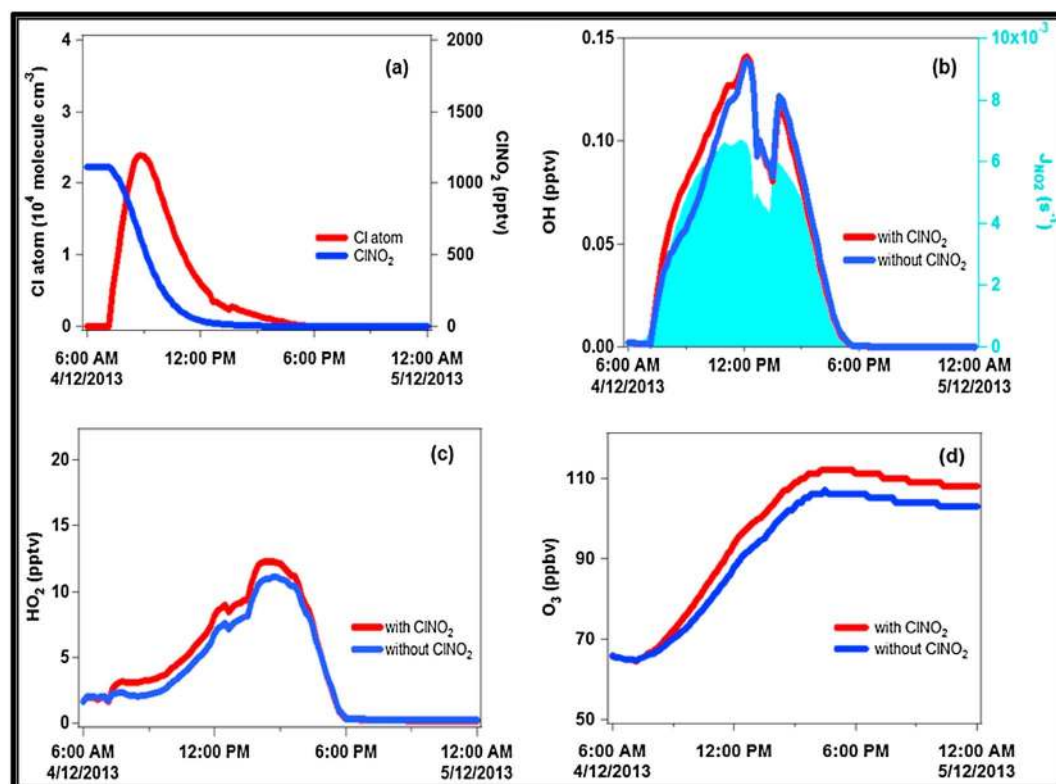 (a)
4
3
2
1
0
Cl atom (10⁴ molecule cm⁻³)
2000
1500
1000
500
0
ClNO₂ (pptv)
Cl atom
ClNO₂
6:00 AM 12:00 PM 6:00 PM 12:00 AM
4/12/2013 5/12/2013
(b)
0.15
0.10
0.05
0.00
OH (pptv)
10x10⁻³
8
6
4
2
0
J_NO2 (s⁻¹)
with ClNO₂
without ClNO₂
6:00 AM 12:00 PM 6:00 PM 12:00 AM
4/12/2013 5/12/2013
(c)
20
15
10
5
0
HO₂ (pptv)
with ClNO₂
without ClNO₂
6:00 AM 12:00 PM 6:00 PM 12:00 AM
4/12/2013 5/12/2013
(d)
110
90
70
50
O₃ (ppbv)
with ClNO₂
without ClNO₂
6:00 AM 12:00 PM 6:00 PM 12:00 AM
4/12/2013 5/12/2013